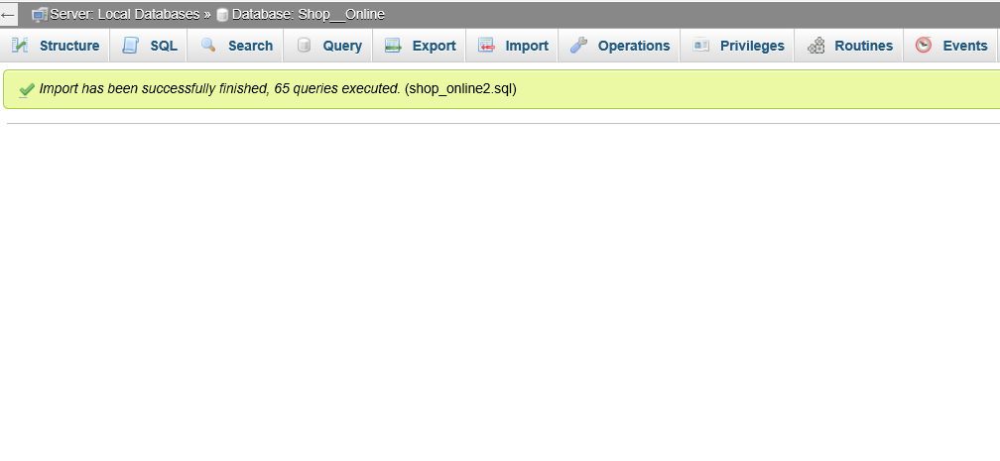 ← Server: Local Databases » Database: Shop__Online
Structure SQL Search Query Export Import Operations Privileges Routines Events
Import has been successfully finished, 65 queries executed. (shop_online2.sql)